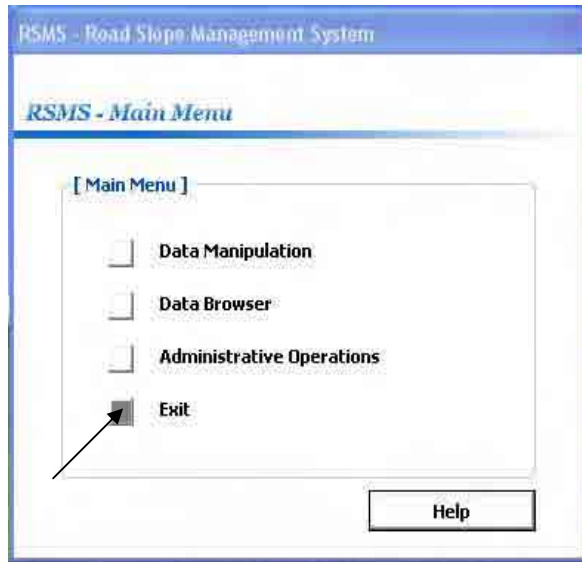 RSMS - Road Slope Management System
RSMS - Main Menu
[ Main Menu ]
Data Manipulation
Data Browser
Administrative Operations
Exit
Help